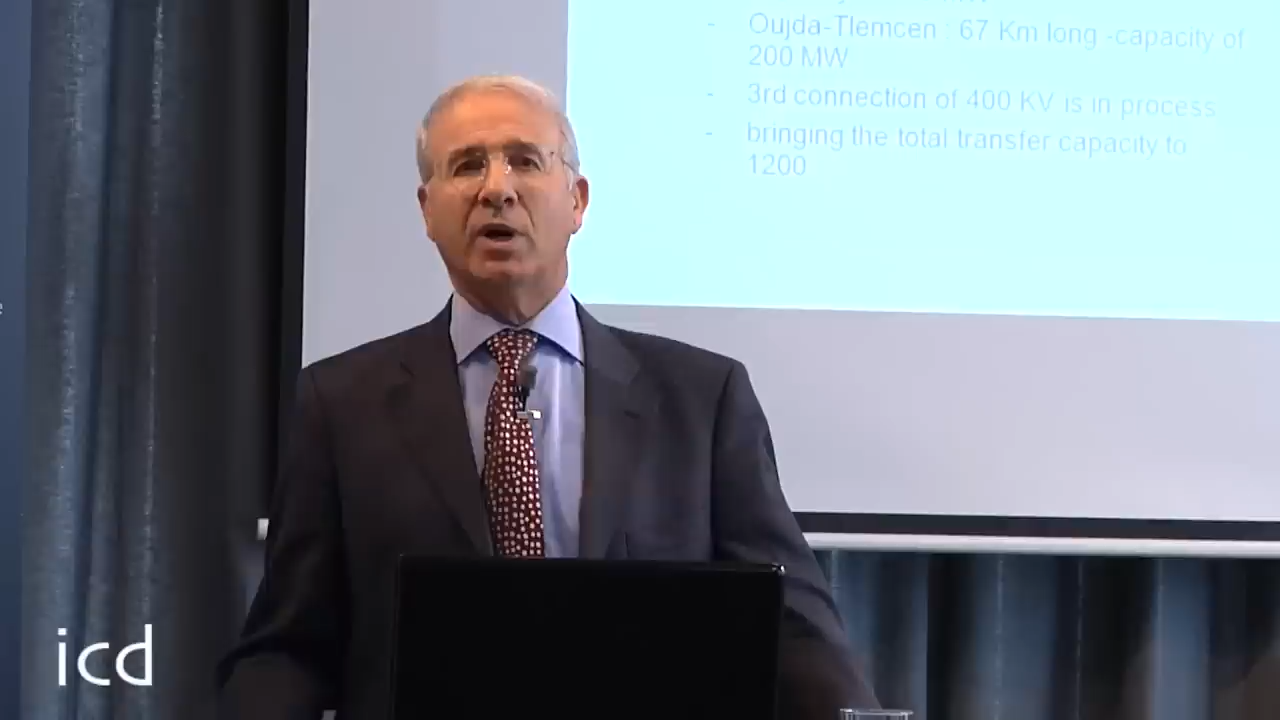 - Oujda-Tlemcen : 67 Km long -capacity of
200 MW
- 3rd connection of 400 KV is in process
- bringing the total transfer capacity to
1200
icd